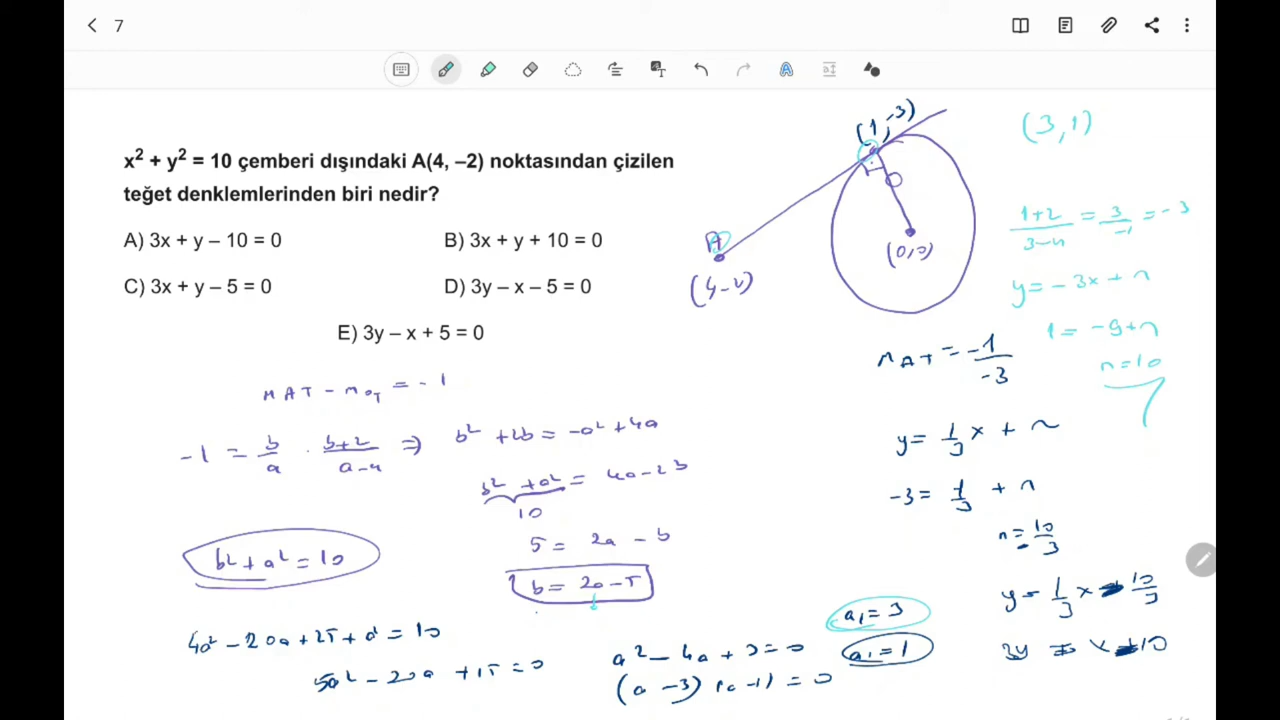 7
x² + y² = 10 çemberi dışındaki A(4, –2) noktasından çizilen
teğet denklemlerinden biri nedir?
A) 3x + y – 10 = 0
B) 3x + y + 10 = 0
C) 3x + y – 5 = 0
D) 3y – x – 5 = 0
E) 3y – x + 5 = 0
(1,-3)
A
(4-2)
(0,0)
(3,1)
1+2/3-4 = 3/-1 = -3
y = -3x + n
1 = -9+n
n=10
mAT - mOT = -1
-1 = b/a · b+2/a-4 => b² + 2b = -a² + 4a
b² + a² = 4a-2b
10
b² + a² = 10
5 = 2a - b
b = 2a-5
4a² - 20a + 25 + a² = 10
5a² - 20a + 15 = 0
a² - 4a + 3 = 0
(a-3) (a-1) = 0
a₁ = 3
a₁ = 1
mAT = -1/-3
y = 1/3 x + n
-3 = 1/3 + n
n = 10/3
y = 1/3 x - 10/3
3y = x - 10